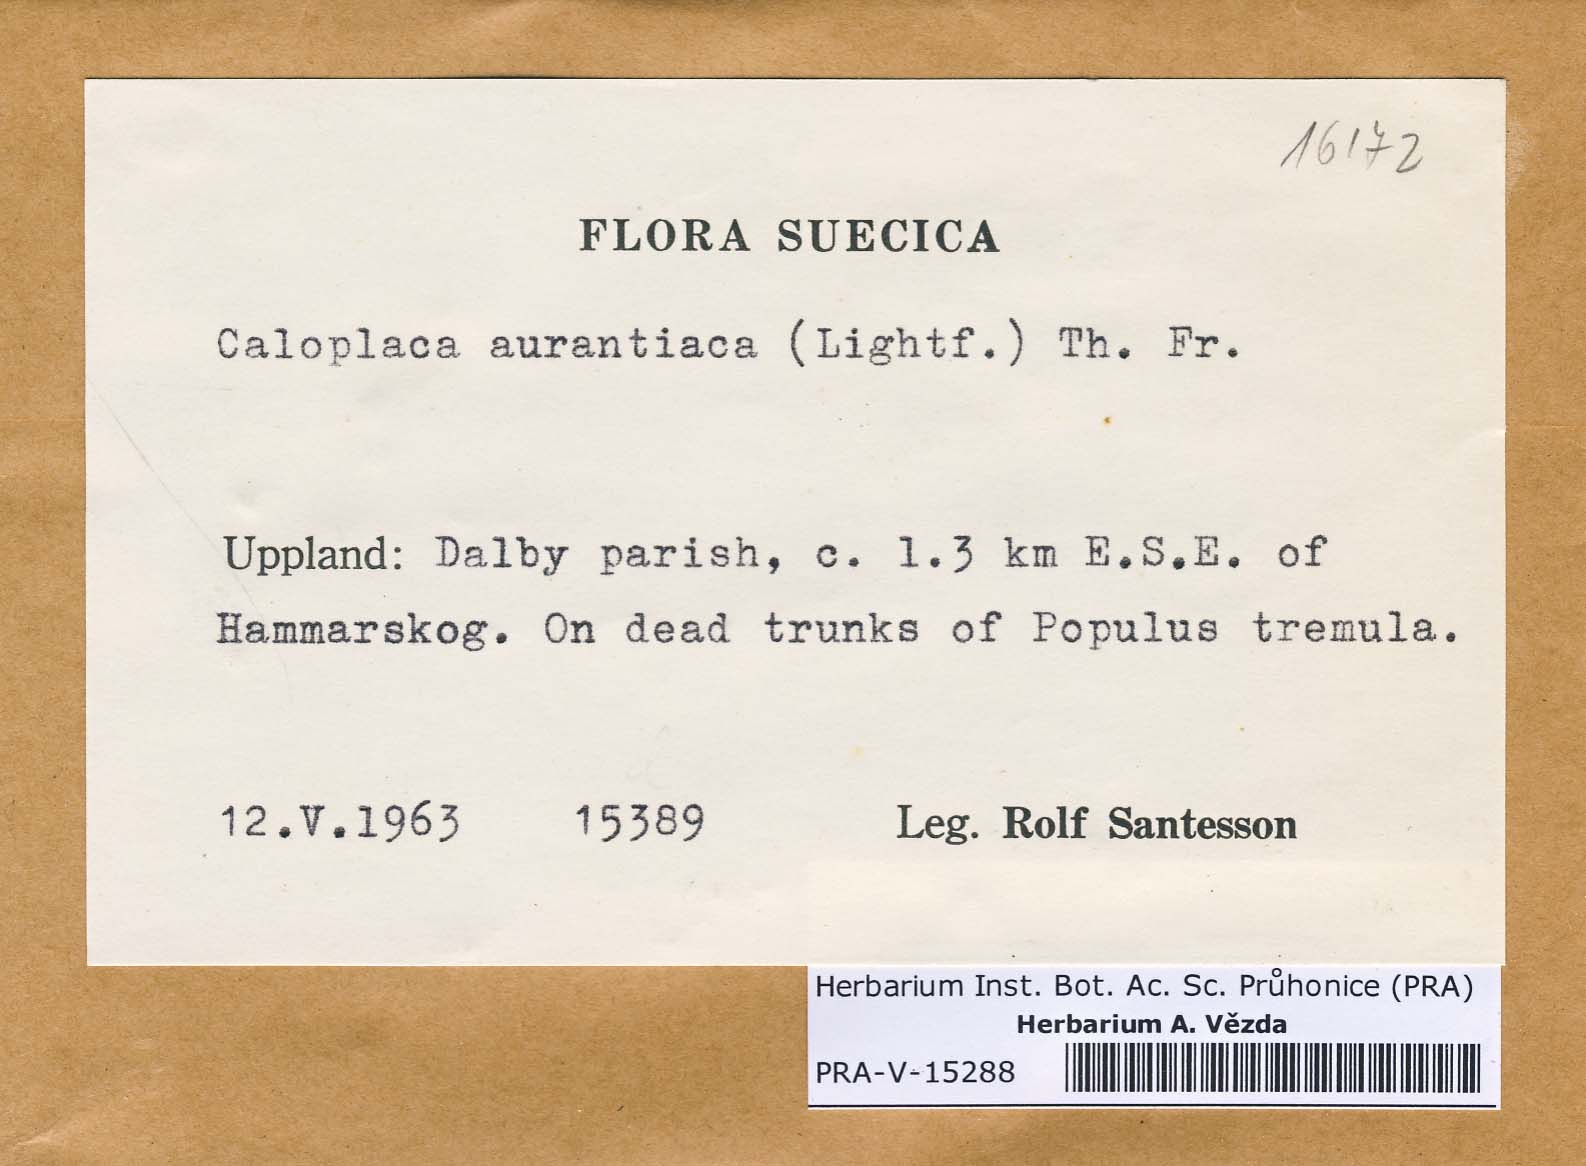 16172
FLORA SUECICA
Caloplaca aurantiaca (Lightf.) Th. Fr.
Uppland: Dalby parish, c. 1.3 km E.S.E. of
Hammarskog. On dead trunks of Populus tremula.
12.V.1963 15389 Leg. Rolf Santesson
Herbarium Inst. Bot. Ac. Sc. Průhonice (PRA)
Herbarium A. Vězda
PRA-V-15288